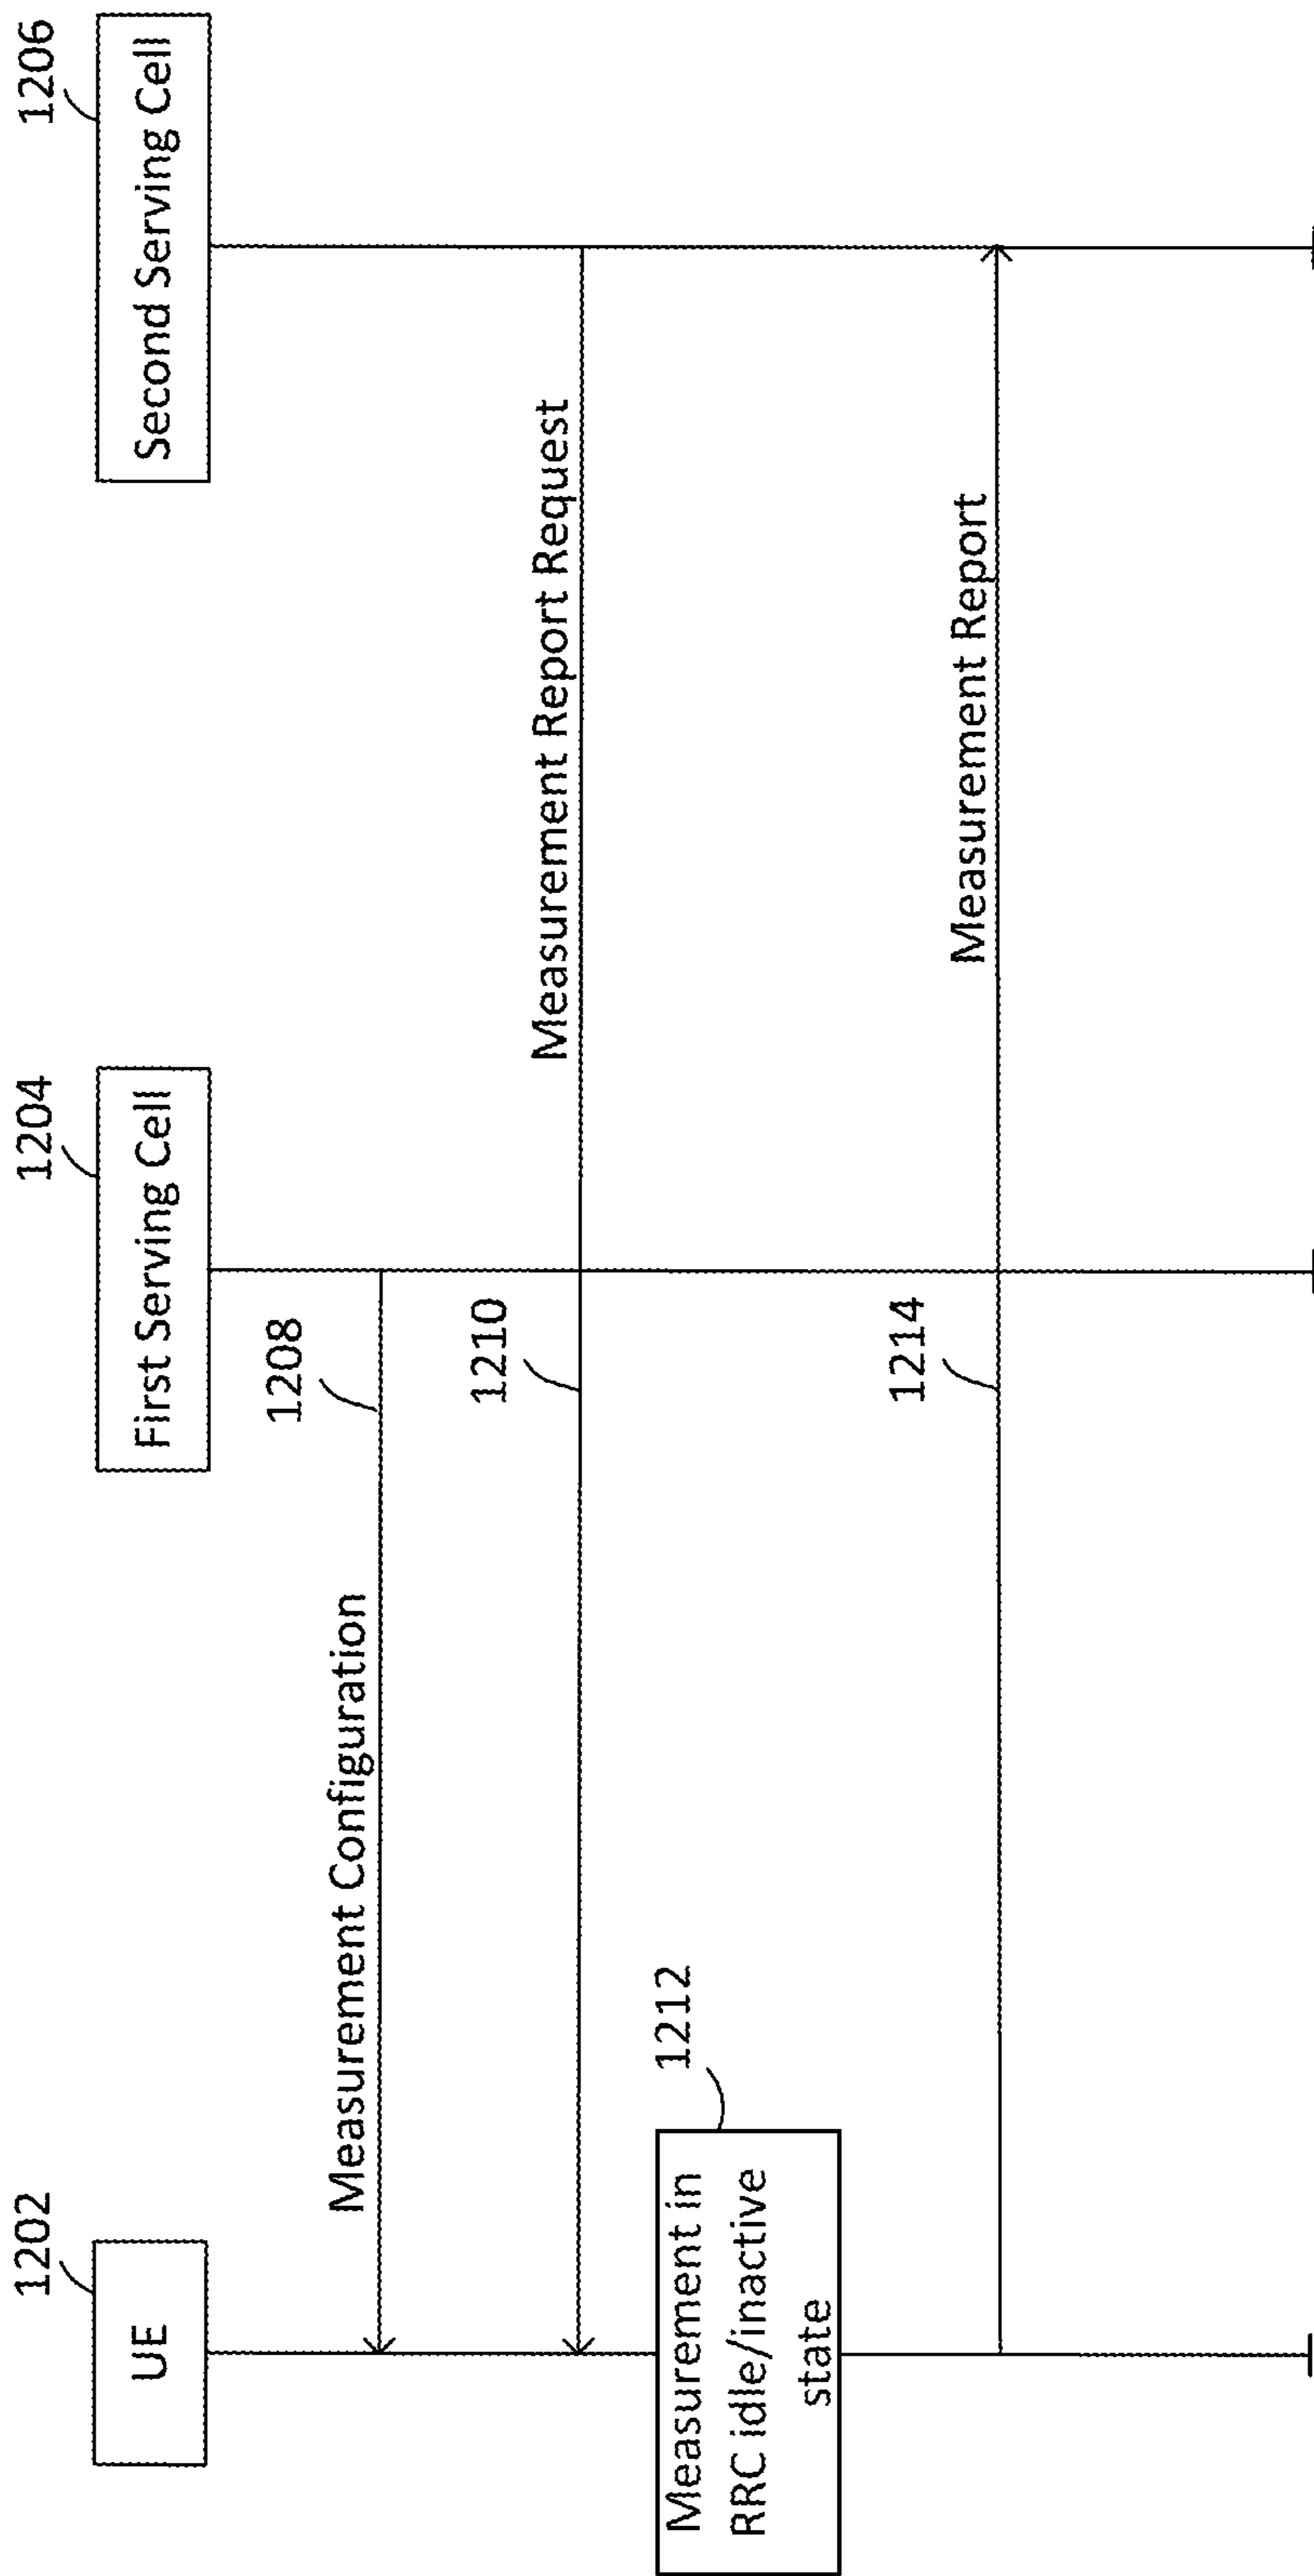 1202
UE
1204
First Serving Cell
1206
Second Serving Cell
Measurement Configuration
1208
1210
Measurement Report Request
1212
Measurement in
RRC idle/inactive
state
1214
Measurement Report